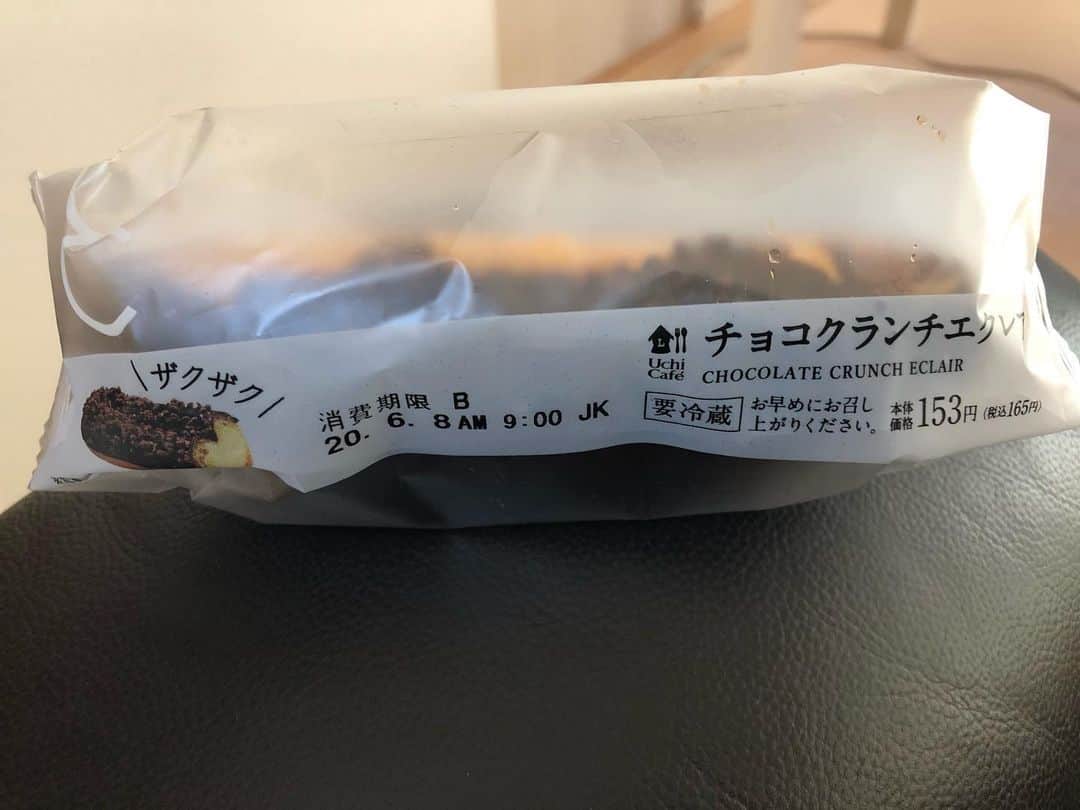 \ザクザク/
消費期限 B
20. 6. 8 AM 9:00 JK
Uchi
Café
チョコクランチエクレ
CHOCOLATE CRUNCH ECLAIR
要冷蔵
お早めにお召し
上がりください。
本体
価格 153円 (税込165円)